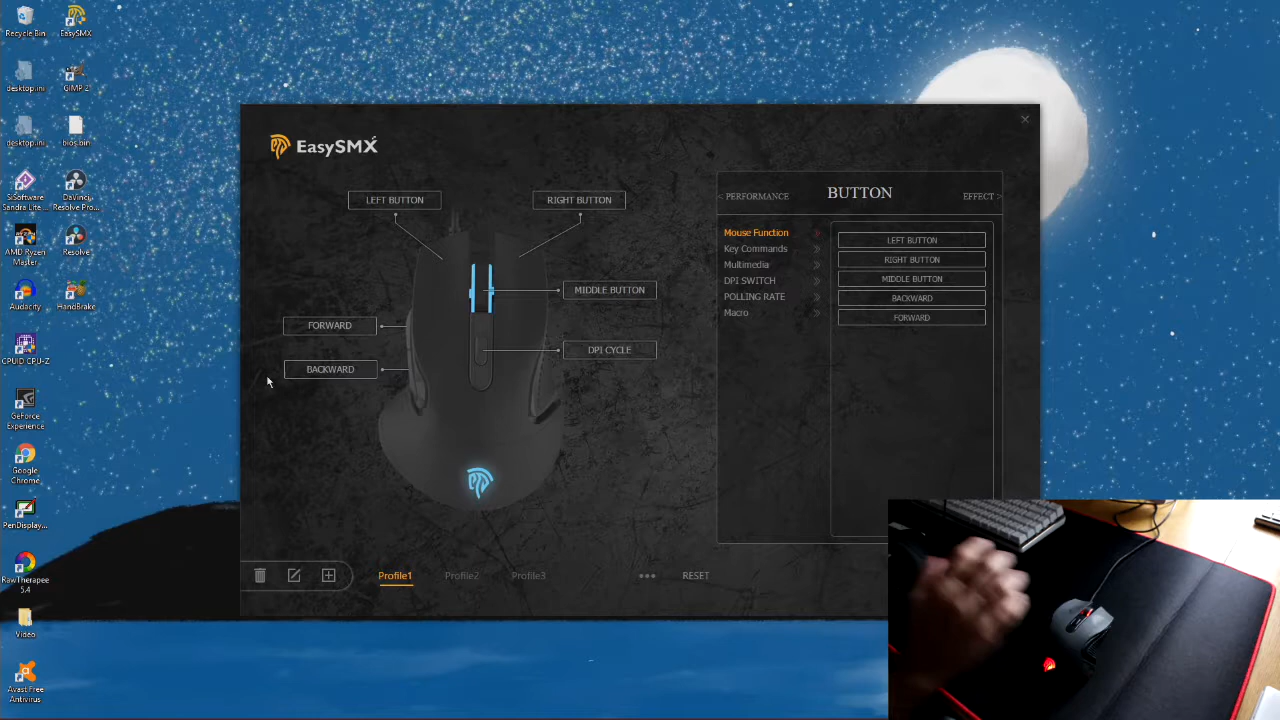 Recycle Bin
EasySMX
desktop.ini
GIMP 2
desktop.ini
bios.bin
SiSoftware
Sandra Lite...
DaVinci
Resolve Pro...
AMD Ryzen
Master
Resolve
Audacity
HandBrake
CPUID CPU-Z
GeForce
Experience
Google
Chrome
PenDisplay...
RawTherapee
5.4
Video
Avast Free
Antivirus
EasySMX
LEFT BUTTON
RIGHT BUTTON
MIDDLE BUTTON
FORWARD
DPI CYCLE
BACKWARD
< PERFORMANCE
BUTTON
EFFECT >
Mouse Function
Key Commands
Multimedia
DPI SWITCH
POLLING RATE
Macro
LEFT BUTTON
RIGHT BUTTON
MIDDLE BUTTON
BACKWARD
FORWARD
Profile1
Profile2
Profile3
RESET